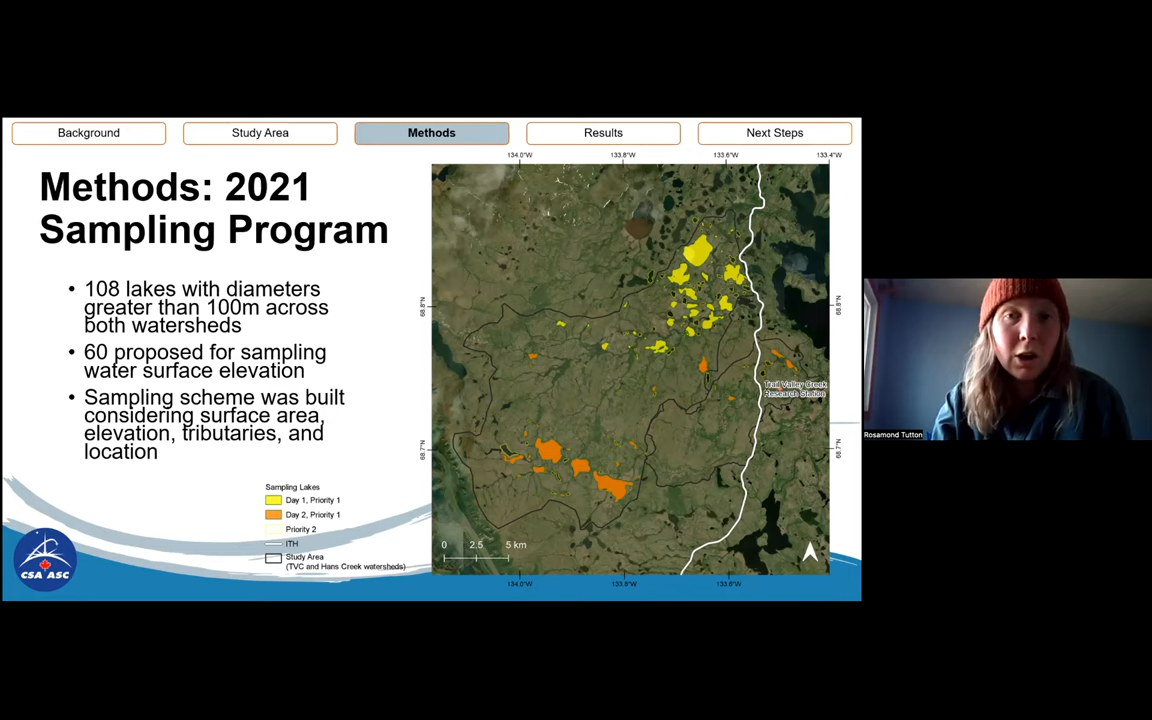 Background
Study Area
Methods
Results
Next Steps
Methods: 2021
Sampling Program
• 108 lakes with diameters
greater than 100m across
both watersheds
• 60 proposed for sampling
water surface elevation
• Sampling scheme was built
considering surface area,
elevation, tributaries, and
location
Sampling Lakes
Day 1, Priority 1
Day 2, Priority 1
Priority 2
ITH
Study Area
(TVC and Hans Creek watersheds)
CSA ASC
134.0°W
133.8°W
133.6°W
133.4°W
68.8°N
68.8°N
Trail Valley Creek
Research Station
68.7°N
68.7°N
0 2.5 5 km
134.0°W
133.8°W
133.6°W
Rosamond Tutton